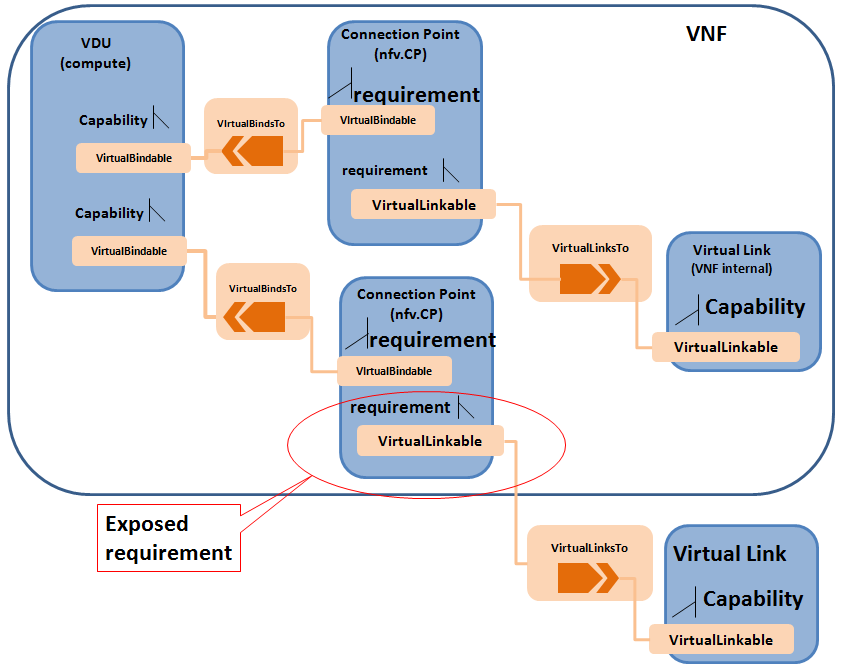 VNF
VDU
(compute)
Capability
VirtualBindable
Capability
VirtualBindable
VIrtualBindsTo
Connection Point
(nfv.CP)
requirement
VIrtualBindable
requirement
VirtualLinkable
VirtualLinksTo
Virtual Link
(VNF internal)
Capability
VirtualLinkable
VirtualBindsTo
Connection Point
(nfv.CP)
requirement
VIrtualBindable
requirement
VirtualLinkable
Exposed
requirement
VirtualLinksTo
Virtual Link
Capability
VirtualLinkable